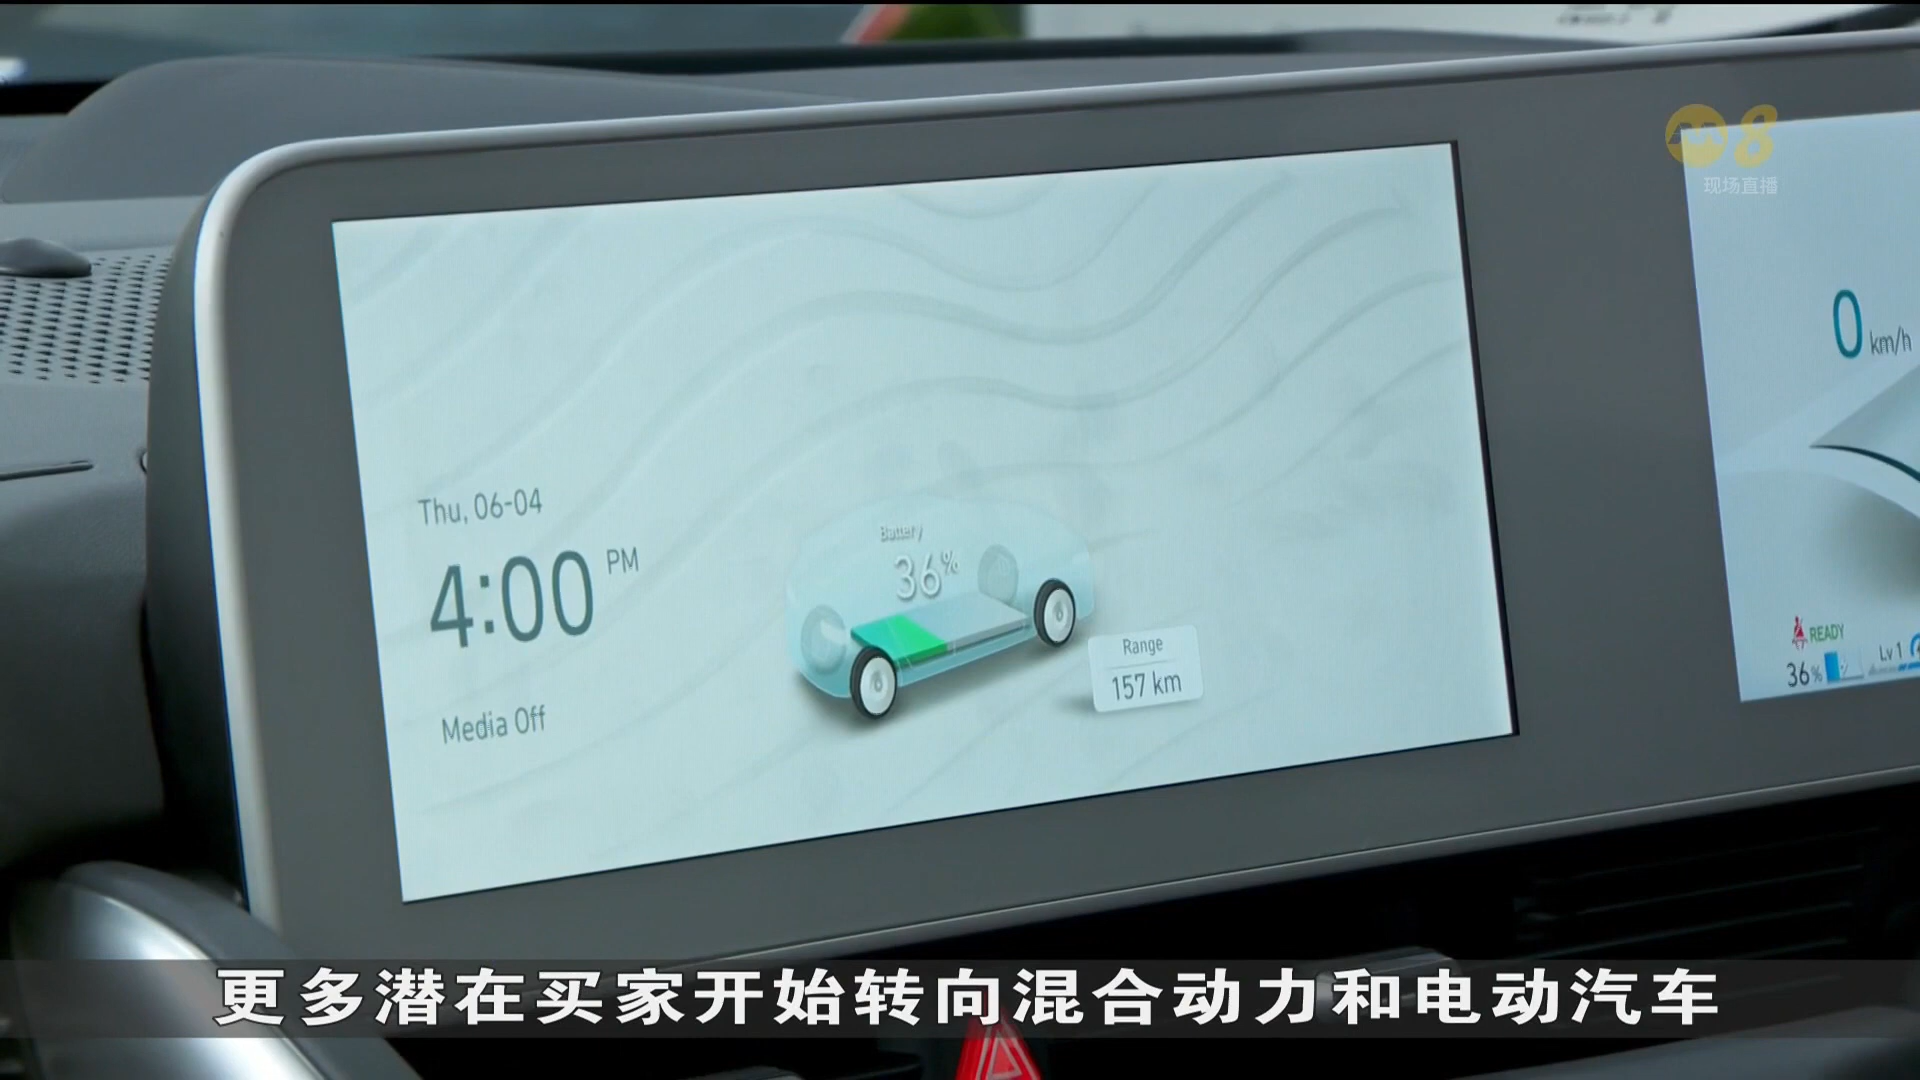 8
现场直播
0 km/h
Thu, 06-04
4:00 PM
Battery
36%
Range
157 km
READY
36%
Lv 1
Media Off
更多潜在买家开始转向混合动力和电动汽车